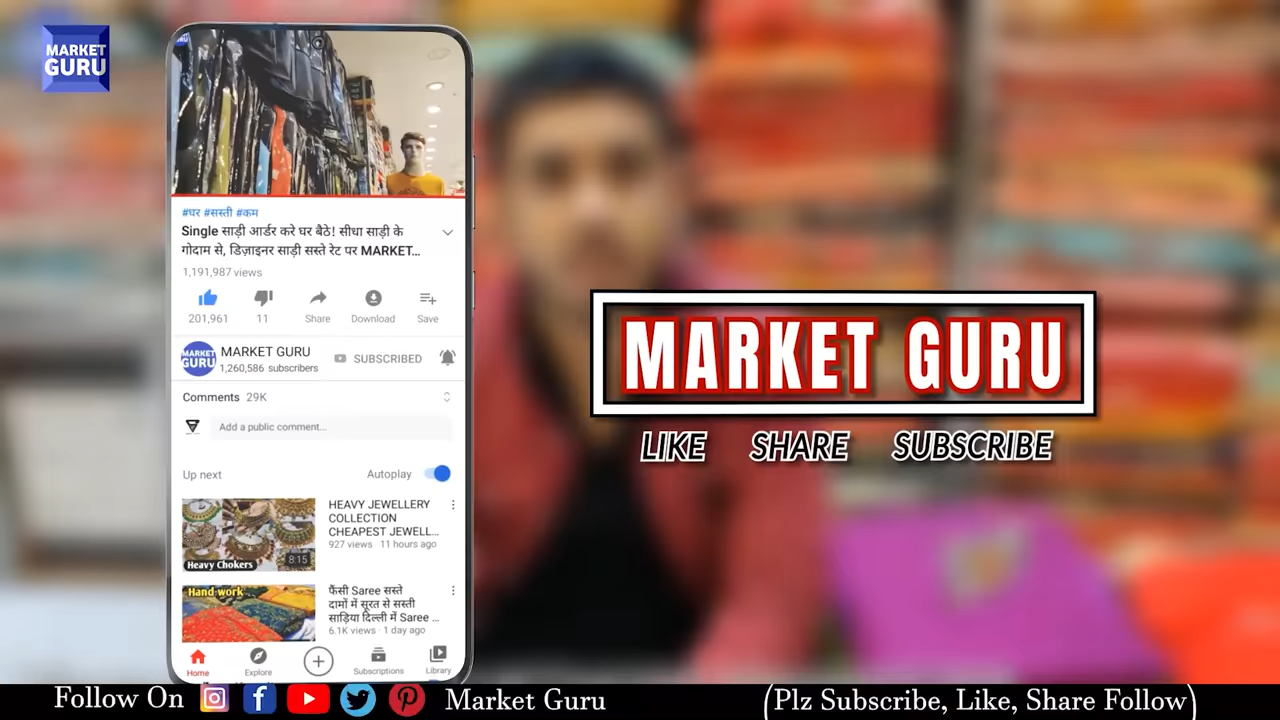 MARKET
GURU
#घर #सस्ती #कम
Single साड़ी आर्डर करे घर बैठे! सीधा साड़ी के
गोदाम से, डिज़ाइनर साड़ी सस्ते रेट पर MARKET...
1,191,987 views
201,961
11
Share
Download
Save
MARKET
GURU
MARKET GURU
1,260,586 subscribers
SUBSCRIBED
Comments 29K
Add a public comment...
Up next
Autoplay
HEAVY JEWELLERY
COLLECTION
CHEAPEST JEWELL...
927 views 11 hours ago
Heavy Chokers
8:15
Hand work
फैंसी Saree सस्ते
दामों में सूरत से सस्ती
साड़िया दिल्ली में Saree ...
6.1K views · 1 day ago
Home
Explore
Subscriptions
Library
MARKET GURU
LIKE SHARE SUBSCRIBE
Follow On
Market Guru
(Plz Subscribe, Like, Share Follow)